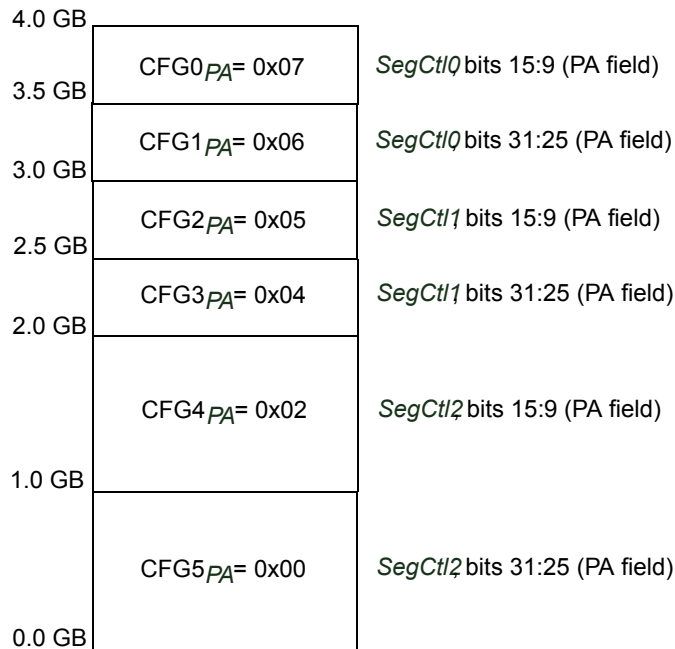 4.0 GB
CFG0PA= 0x07 SegCtl0, bits 15:9 (PA field)
3.5 GB
CFG1PA= 0x06 SegCtl0, bits 31:25 (PA field)
3.0 GB
CFG2PA= 0x05 SegCtl1, bits 15:9 (PA field)
2.5 GB
CFG3PA= 0x04 SegCtl1, bits 31:25 (PA field)
2.0 GB
CFG4PA= 0x02 SegCtl2, bits 15:9 (PA field)
1.0 GB
CFG5PA= 0x00 SegCtl2, bits 31:25 (PA field)
0.0 GB